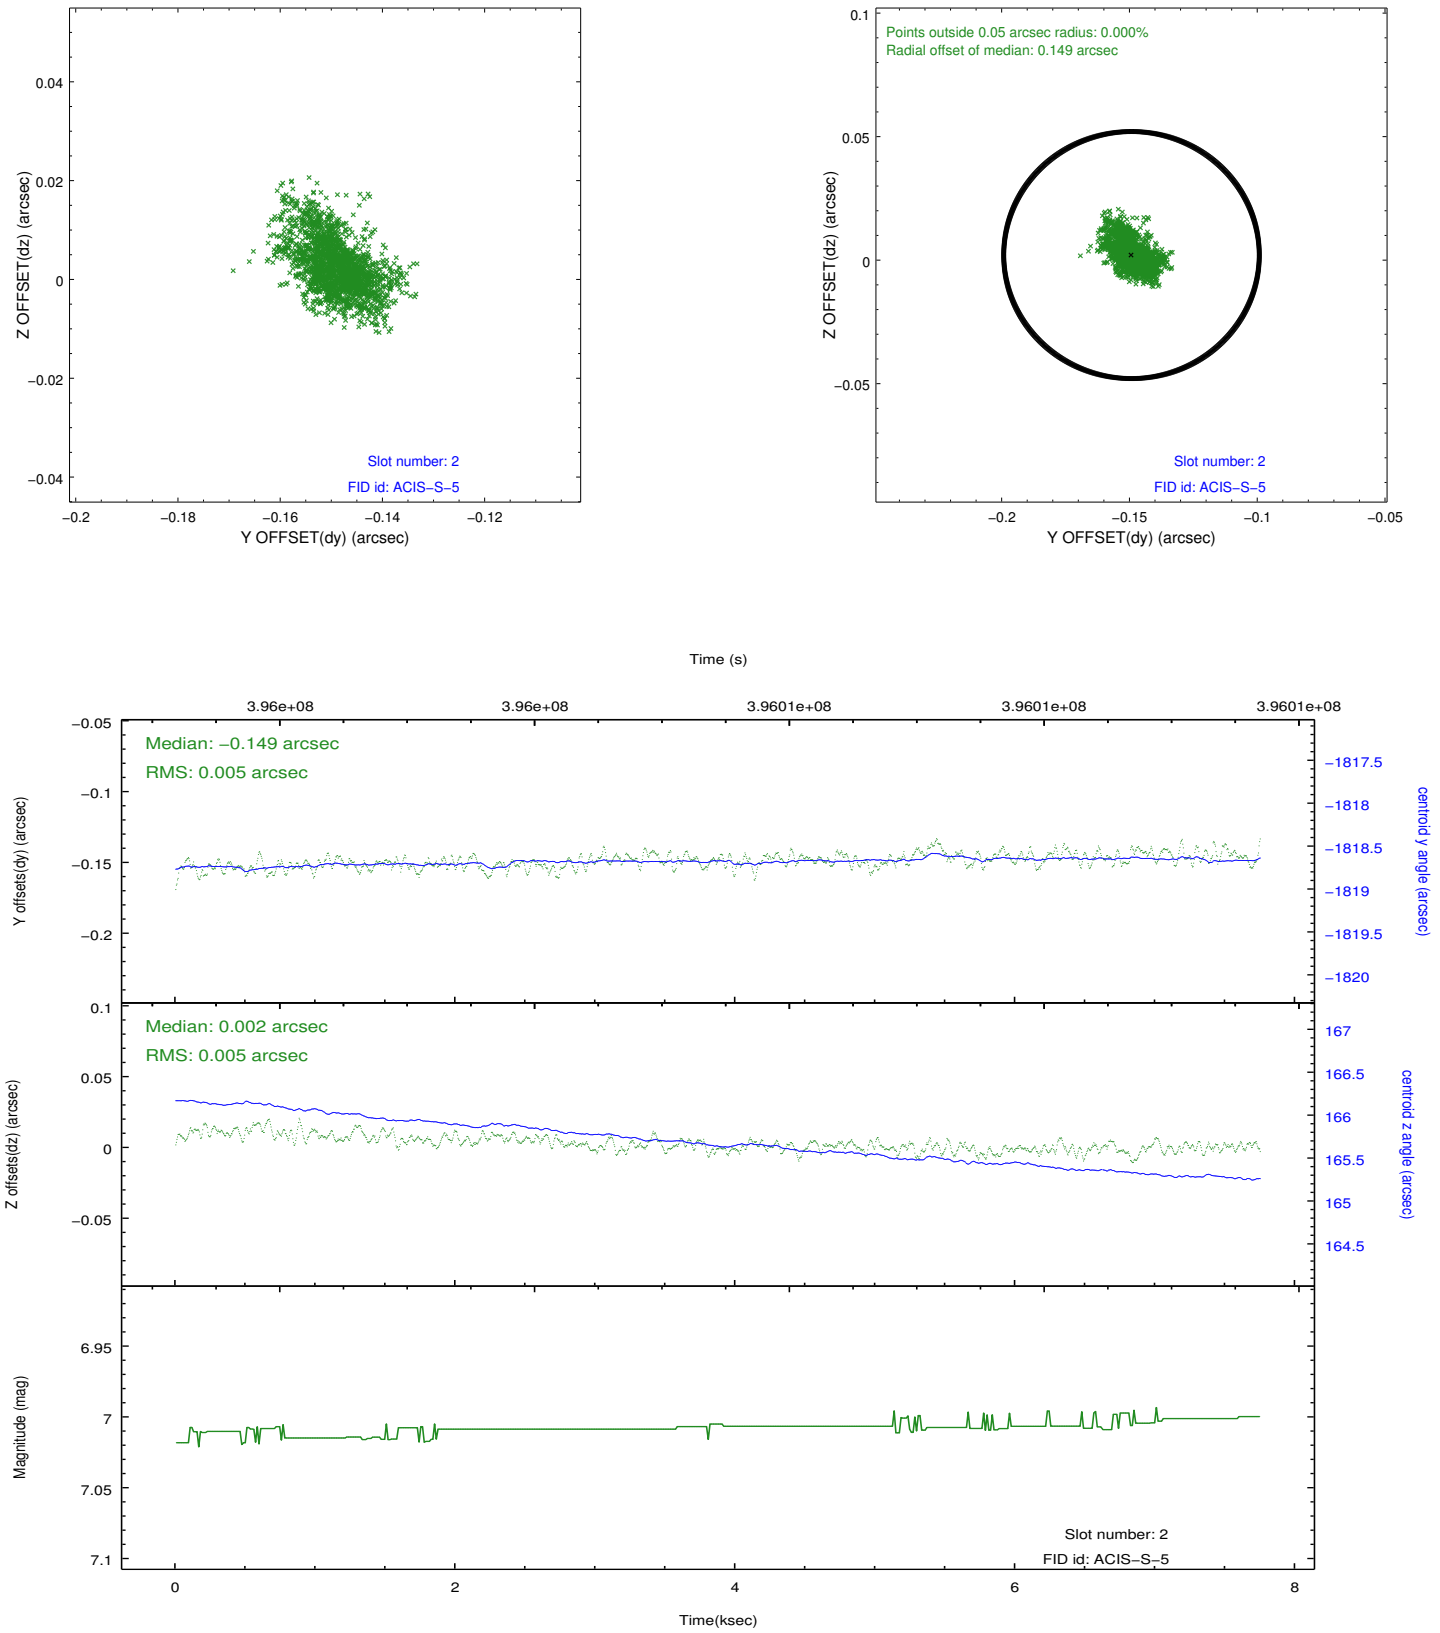 0.04
0.02
0
−0.02
−0.04
Z OFFSET(dz) (arcsec)
Slot number: 2
FID id: ACIS−S−5
−0.2 −0.18 −0.16 −0.14 −0.12
Y OFFSET(dy) (arcsec)
0.1
0.05
0
−0.05
Z OFFSET(dz) (arcsec)
Points outside 0.05 arcsec radius: 0.000%
Radial offset of median: 0.149 arcsec
Slot number: 2
FID id: ACIS−S−5
−0.2 −0.15 −0.1 −0.05
Y OFFSET(dy) (arcsec)
Time (s)
3.96e+08 3.96e+08 3.9601e+08 3.9601e+08 3.9601e+08
−0.05
−0.1
−0.15
−0.2
Y offsets(dy) (arcsec)
Median: −0.149 arcsec
RMS: 0.005 arcsec
−1817.5
−1818
−1818.5
−1819
−1819.5
−1820
centroid y angle (arcsec)
0.1
0.05
0
−0.05
Z offsets(dz) (arcsec)
Median: 0.002 arcsec
RMS: 0.005 arcsec
167
166.5
166
165.5
165
164.5
centroid z angle (arcsec)
6.95
7
7.05
7.1
Magnitude (mag)
Slot number: 2
FID id: ACIS−S−5
0 2 4 6 8
Time(ksec)